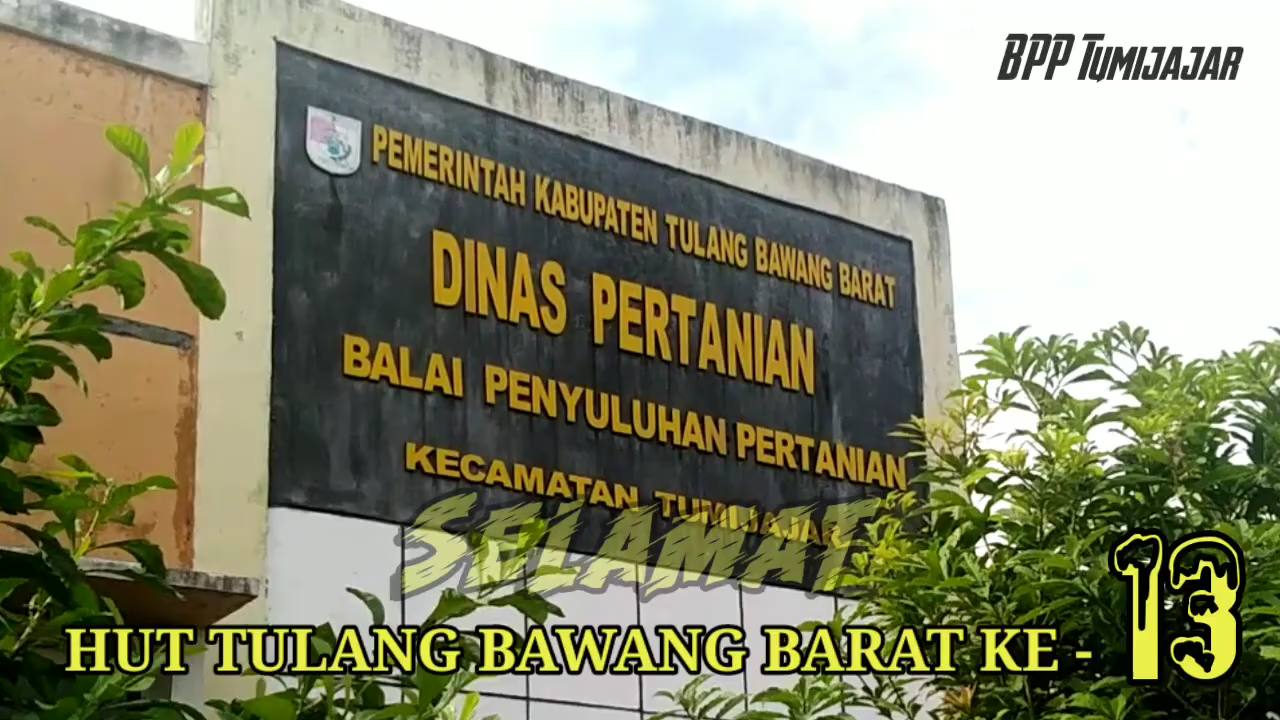 BPP TUMIJAJAR
PEMERINTAH KABUPATEN TULANG BAWANG BARAT
DINAS PERTANIAN
BALAI PENYULUHAN PERTANIAN
KECAMATAN TUMIJAJAR
SELAMAT
HUT TULANG BAWANG BARAT KE - 13